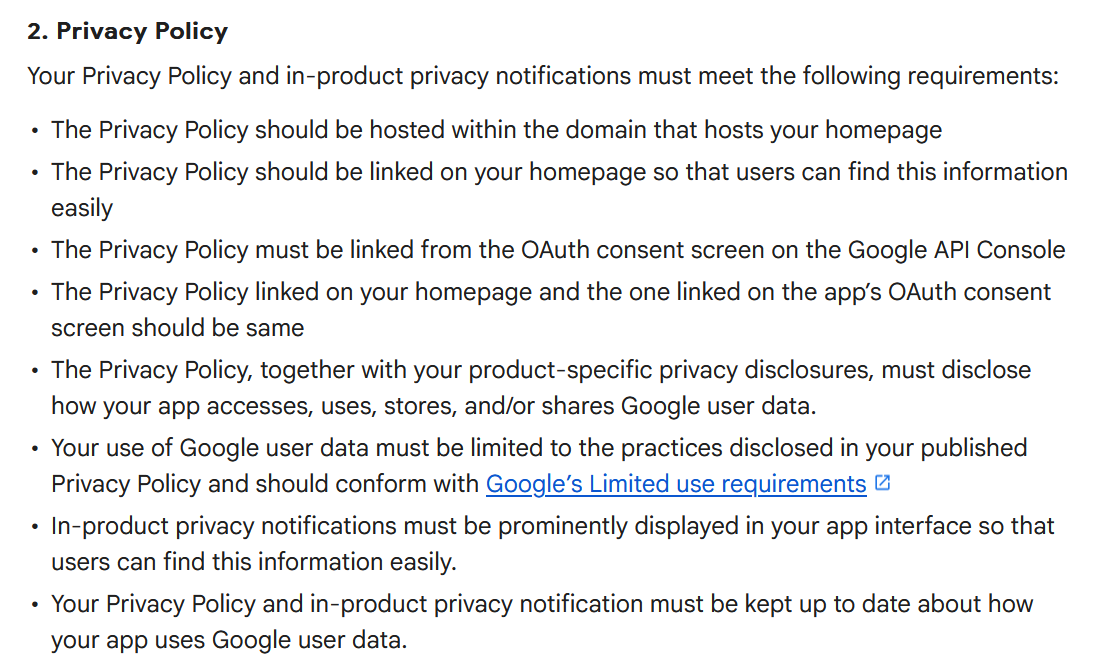 2. Privacy Policy
Your Privacy Policy and in-product privacy notifications must meet the following requirements:
• The Privacy Policy should be hosted within the domain that hosts your homepage
• The Privacy Policy should be linked on your homepage so that users can find this information
easily
• The Privacy Policy must be linked from the OAuth consent screen on the Google API Console
• The Privacy Policy linked on your homepage and the one linked on the app’s OAuth consent
screen should be same
• The Privacy Policy, together with your product-specific privacy disclosures, must disclose
how your app accesses, uses, stores, and/or shares Google user data.
• Your use of Google user data must be limited to the practices disclosed in your published
Privacy Policy and should conform with Google’s Limited use requirements
• In-product privacy notifications must be prominently displayed in your app interface so that
users can find this information easily.
• Your Privacy Policy and in-product privacy notification must be kept up to date about how
your app uses Google user data.